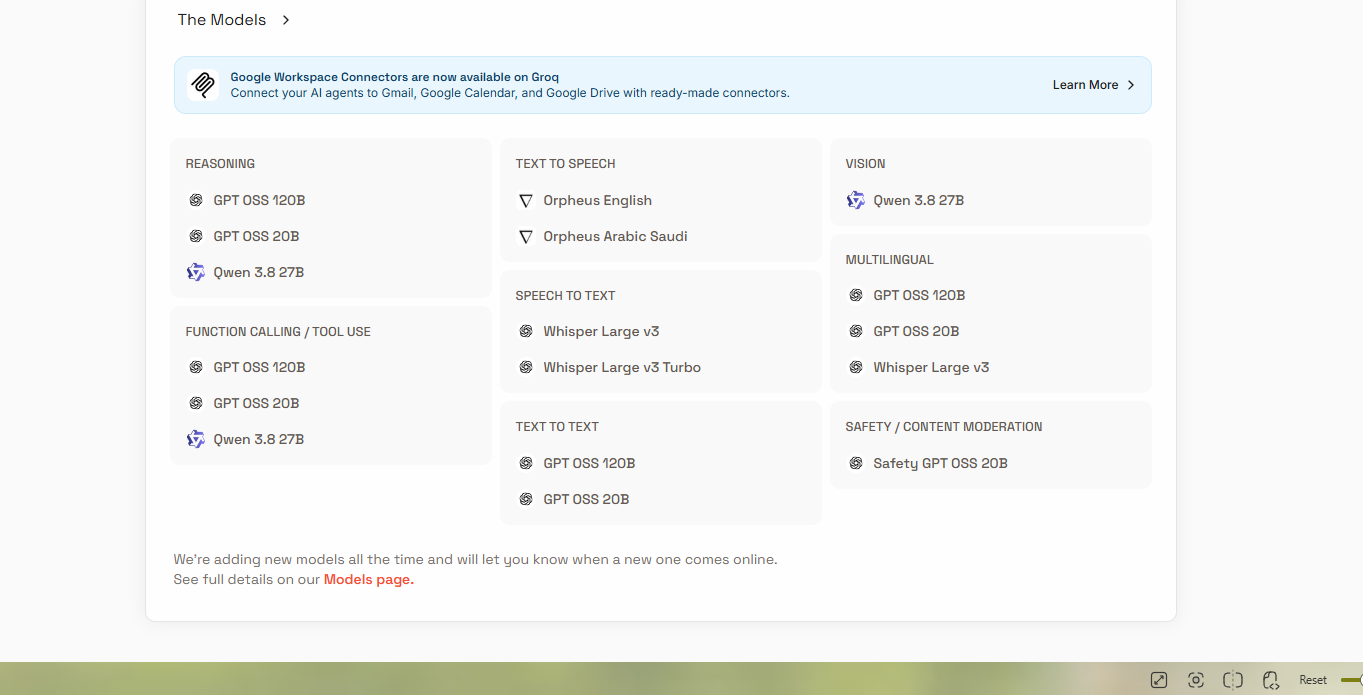 The Models
Google Workspace Connectors are now available on Groq
Connect your AI agents to Gmail, Google Calendar, and Google Drive with ready-made connectors.
Learn More
REASONING
GPT OSS 120B
GPT OSS 20B
Qwen 3.8 27B
FUNCTION CALLING / TOOL USE
GPT OSS 120B
GPT OSS 20B
Qwen 3.8 27B
TEXT TO SPEECH
Orpheus English
Orpheus Arabic Saudi
SPEECH TO TEXT
Whisper Large v3
Whisper Large v3 Turbo
TEXT TO TEXT
GPT OSS 120B
GPT OSS 20B
VISION
Qwen 3.8 27B
MULTILINGUAL
GPT OSS 120B
GPT OSS 20B
Whisper Large v3
SAFETY / CONTENT MODERATION
Safety GPT OSS 20B
We're adding new models all the time and will let you know when a new one comes online.
See full details on our Models page.
Reset